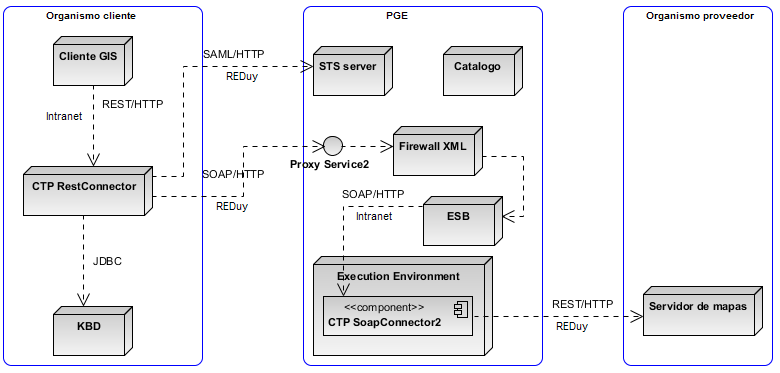 Organismo cliente
PGE
Organismo proveedor
Cliente GIS
SAML/HTTP
REDuy
STS server
Catalogo
REST/HTTP
Intranet
Firewall XML
Proxy Service2
CTP RestConnector
SOAP/HTTP
REDuy
SOAP/HTTP
Intranet
ESB
JDBC
Execution Environment
<<component>>
CTP SoapConnector2
REST/HTTP
REDuy
Servidor de mapas
KBD